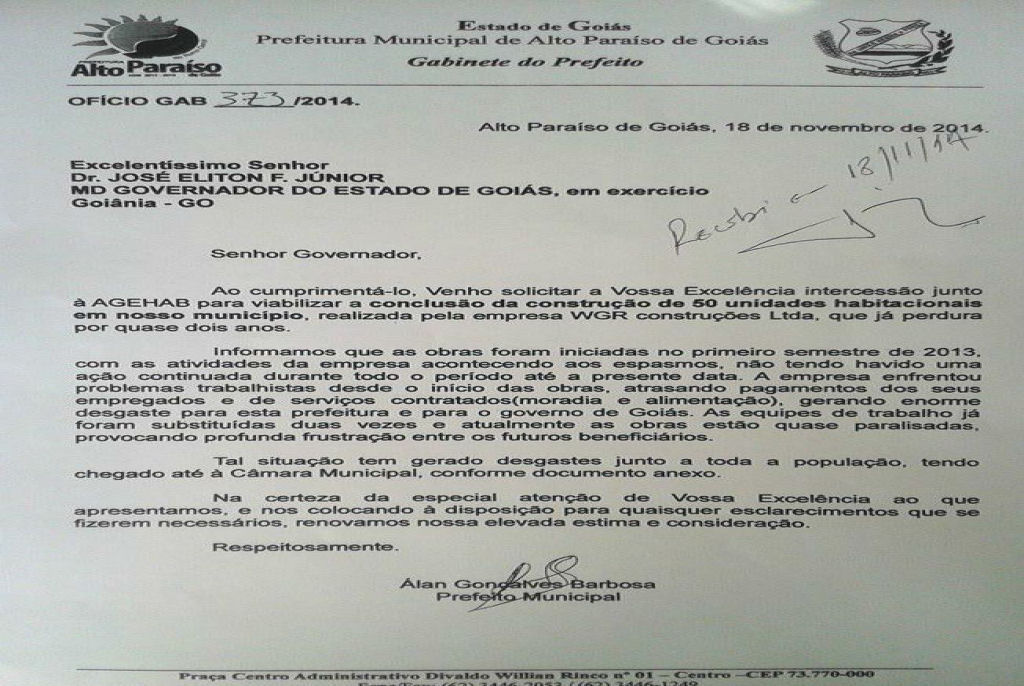 Estado de Goiás
Prefeitura Municipal de Alto Paraíso de Goiás
Gabinete do Prefeito
Alto Paraíso
OFÍCIO GAB 373/2014.
Alto Paraíso de Goiás, 18 de novembro de 2014.
Excelentíssimo Senhor
Dr. JOSÉ ELITON F. JÚNIOR
MD GOVERNADOR DO ESTADO DE GOIÁS, em exercício
Goiânia - GO
Recebi 18/11/14
Senhor Governador,
Ao cumprimentá-lo, Venho solicitar a Vossa Excelência intercessão junto
à AGEHAB para viabilizar a conclusão da construção de 50 unidades habitacionais
em nosso município, realizada pela empresa WGR construções Ltda, que já perdura
por quase dois anos.
Informamos que as obras foram iniciadas no primeiro semestre de 2013,
com as atividades da empresa acontecendo aos espasmos, não tendo havido uma
ação continuada durante todo o período até a presente data. A empresa enfrentou
problemas trabalhistas desde o início das obras, atrasando pagamentos dos seus
empregados e de serviços contratados(moradia e alimentação), gerando enorme
desgaste para esta prefeitura e para o governo de Goiás. As equipes de trabalho já
foram substituídas duas vezes e atualmente as obras estão quase paralisadas,
provocando profunda frustração entre os futuros beneficiários.
Tal situação tem gerado desgastes junto a toda a população, tendo
chegado até à Câmara Municipal, conforme documento anexo.
Na certeza da especial atenção de Vossa Excelência ao que
apresentamos, e nos colocando à disposição para quaisquer esclarecimentos que se
fizerem necessários, renovamos nossa elevada estima e consideração.
Respeitosamente.
Álan Gonçalves Barbosa
Prefeito Municipal
Praça Centro Administrativo Divaldo Willian Rinco nº 01 – Centro –CEP 73.770-000